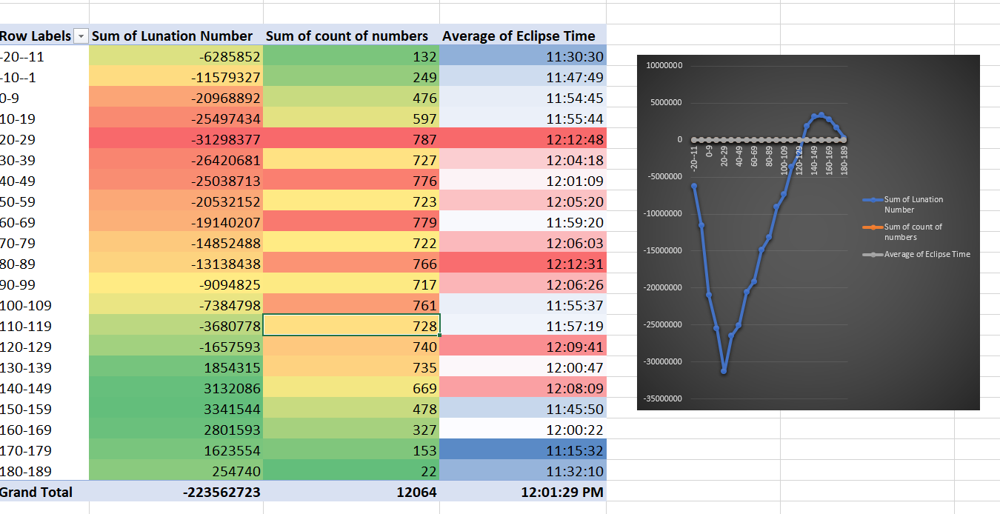 Row Labels Sum of Lunation Number Sum of count of numbers Average of Eclipse Time
-20--11 -6285852 132 11:30:30
-10--1 -11579327 249 11:47:49
0-9 -20968892 476 11:54:45
10-19 -25497434 597 11:55:44
20-29 -31298377 787 12:12:48
30-39 -26420681 727 12:04:18
40-49 -25038713 776 12:01:09
50-59 -20532152 723 12:05:20
60-69 -19140207 779 11:59:20
70-79 -14852488 722 12:06:03
80-89 -13138438 766 12:12:31
90-99 -9094825 717 12:06:26
100-109 -7384798 761 11:55:37
110-119 -3680778 728 11:57:19
120-129 -1657593 740 12:09:41
130-139 1854315 735 12:00:47
140-149 3132086 669 12:08:09
150-159 3341544 478 11:45:50
160-169 2801593 327 12:00:22
170-179 1623554 153 11:15:32
180-189 254740 22 11:32:10
Grand Total -223562723 12064 12:01:29 PM
10000000
5000000
0
-5000000
-10000000
-15000000
-20000000
-25000000
-30000000
-35000000
-20--11
0-9
20-29
40-49
60-69
80-89
100-109
120-129
140-149
160-169
180-189
Sum of Lunation
Number
Sum of count of
numbers
Average of Eclipse Time